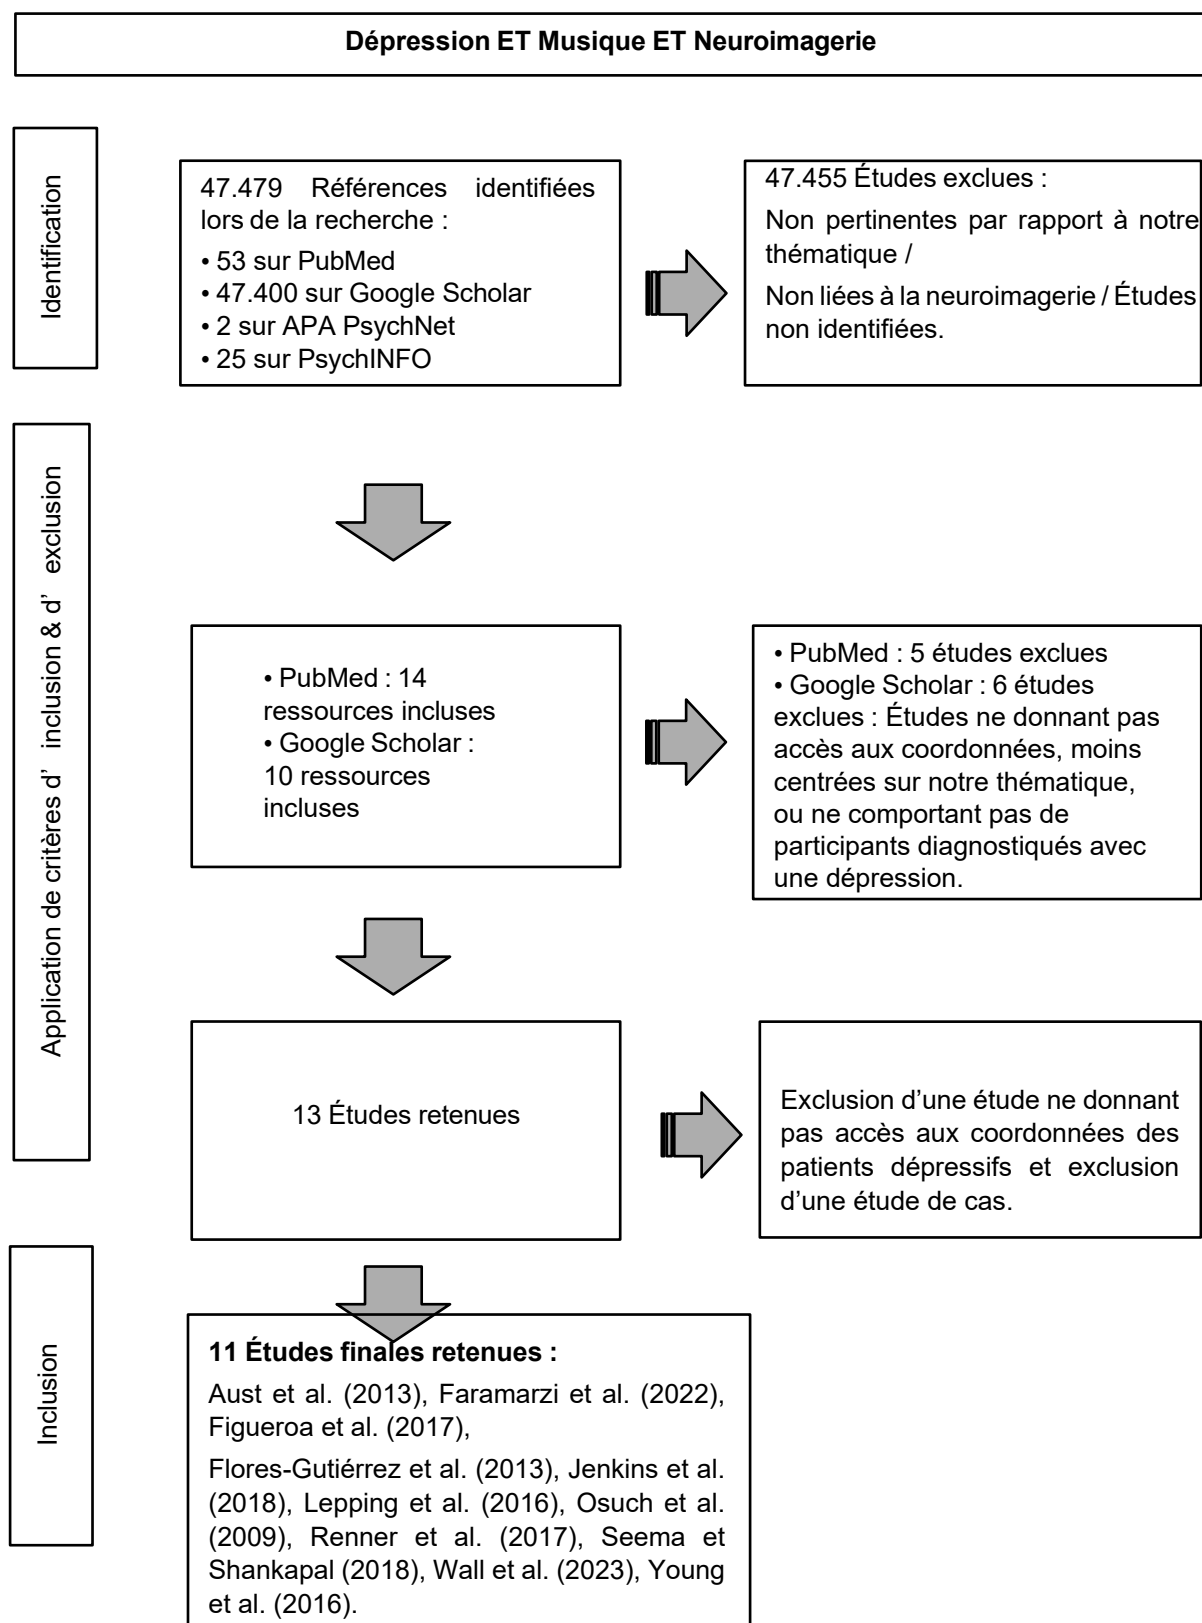 Dépression ET Musique ET Neuroimagerie
Identification
47.479 Références identifiées
lors de la recherche :
• 53 sur PubMed
• 47.400 sur Google Scholar
• 2 sur APA PsychNet
• 25 sur PsychINFO
47.455 Études exclues :
Non pertinentes par rapport à notre
thématique /
Non liées à la neuroimagerie / Études
non identifiées.
Application de critères d’ inclusion & d’ exclusion
• PubMed : 14
ressources incluses
• Google Scholar :
10 ressources
incluses
• PubMed : 5 études exclues
• Google Scholar : 6 études
exclues : Études ne donnant pas
accès aux coordonnées, moins
centrées sur notre thématique,
ou ne comportant pas de
participants diagnostiqués avec
une dépression.
13 Études retenues
Exclusion d’une étude ne donnant
pas accès aux coordonnées des
patients dépressifs et exclusion
d’une étude de cas.
Inclusion
11 Études finales retenues :
Aust et al. (2013), Faramarzi et al. (2022),
Figueroa et al. (2017),
Flores-Gutiérrez et al. (2013), Jenkins et al.
(2018), Lepping et al. (2016), Osuch et al.
(2009), Renner et al. (2017), Seema et
Shankapal (2018), Wall et al. (2023), Young
et al. (2016).